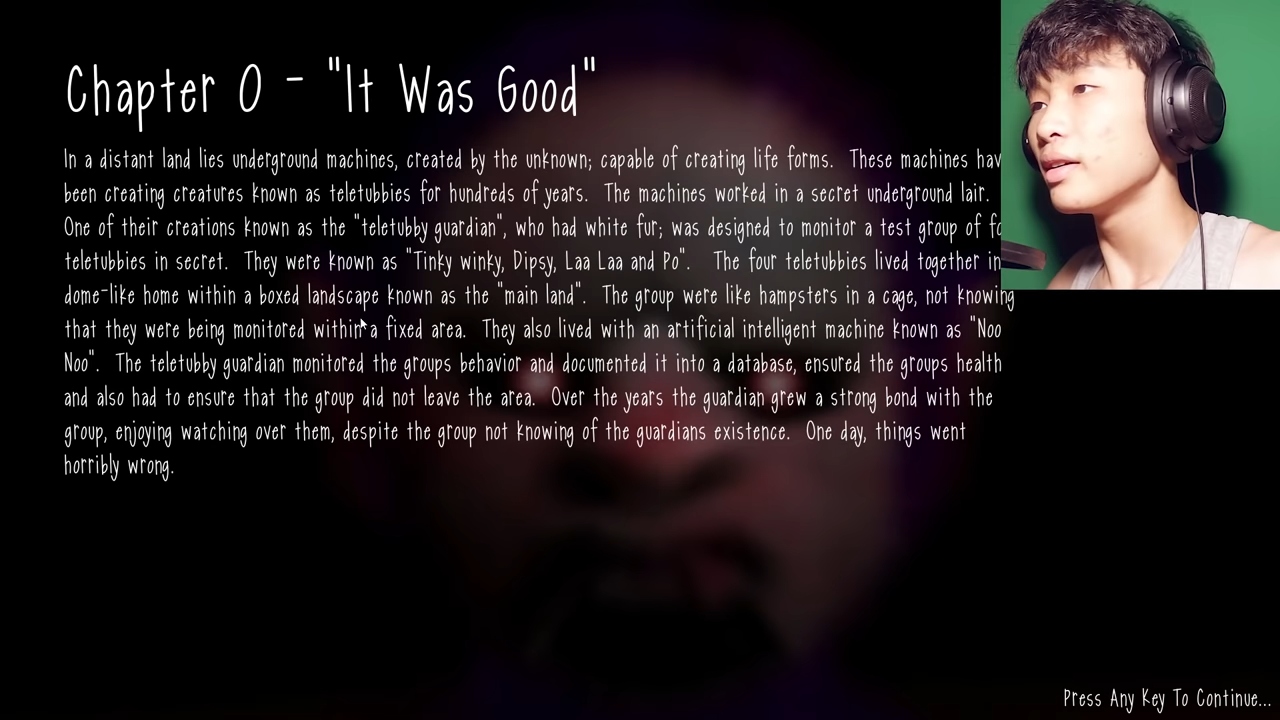 Chapter 0 - "It Was Good"
In a distant land lies underground machines, created by the unknown; capable of creating life forms. These machines hav
been creating creatures known as teletubbies for hundreds of years. The machines worked in a secret underground lair.
One of their creations known as the "teletubby guardian", who had white fur; was designed to monitor a test group of fo
teletubbies in secret. They were known as "Tinky winky, Dipsy, Laa Laa and Po". The four teletubbies lived together in
dome-like home within a boxed landscape known as the "main land". The group were like hampsters in a cage, not knowing
that they were being monitored within a fixed area. They also lived with an artificial intelligent machine known as "Noo
Noo". The teletubby guardian monitored the groups behavior and documented it into a database, ensured the groups health
and also had to ensure that the group did not leave the area. Over the years the guardian grew a strong bond with the
group, enjoying watching over them, despite the group not knowing of the guardians existence. One day, things went
horribly wrong.
Press Any Key To Continue...